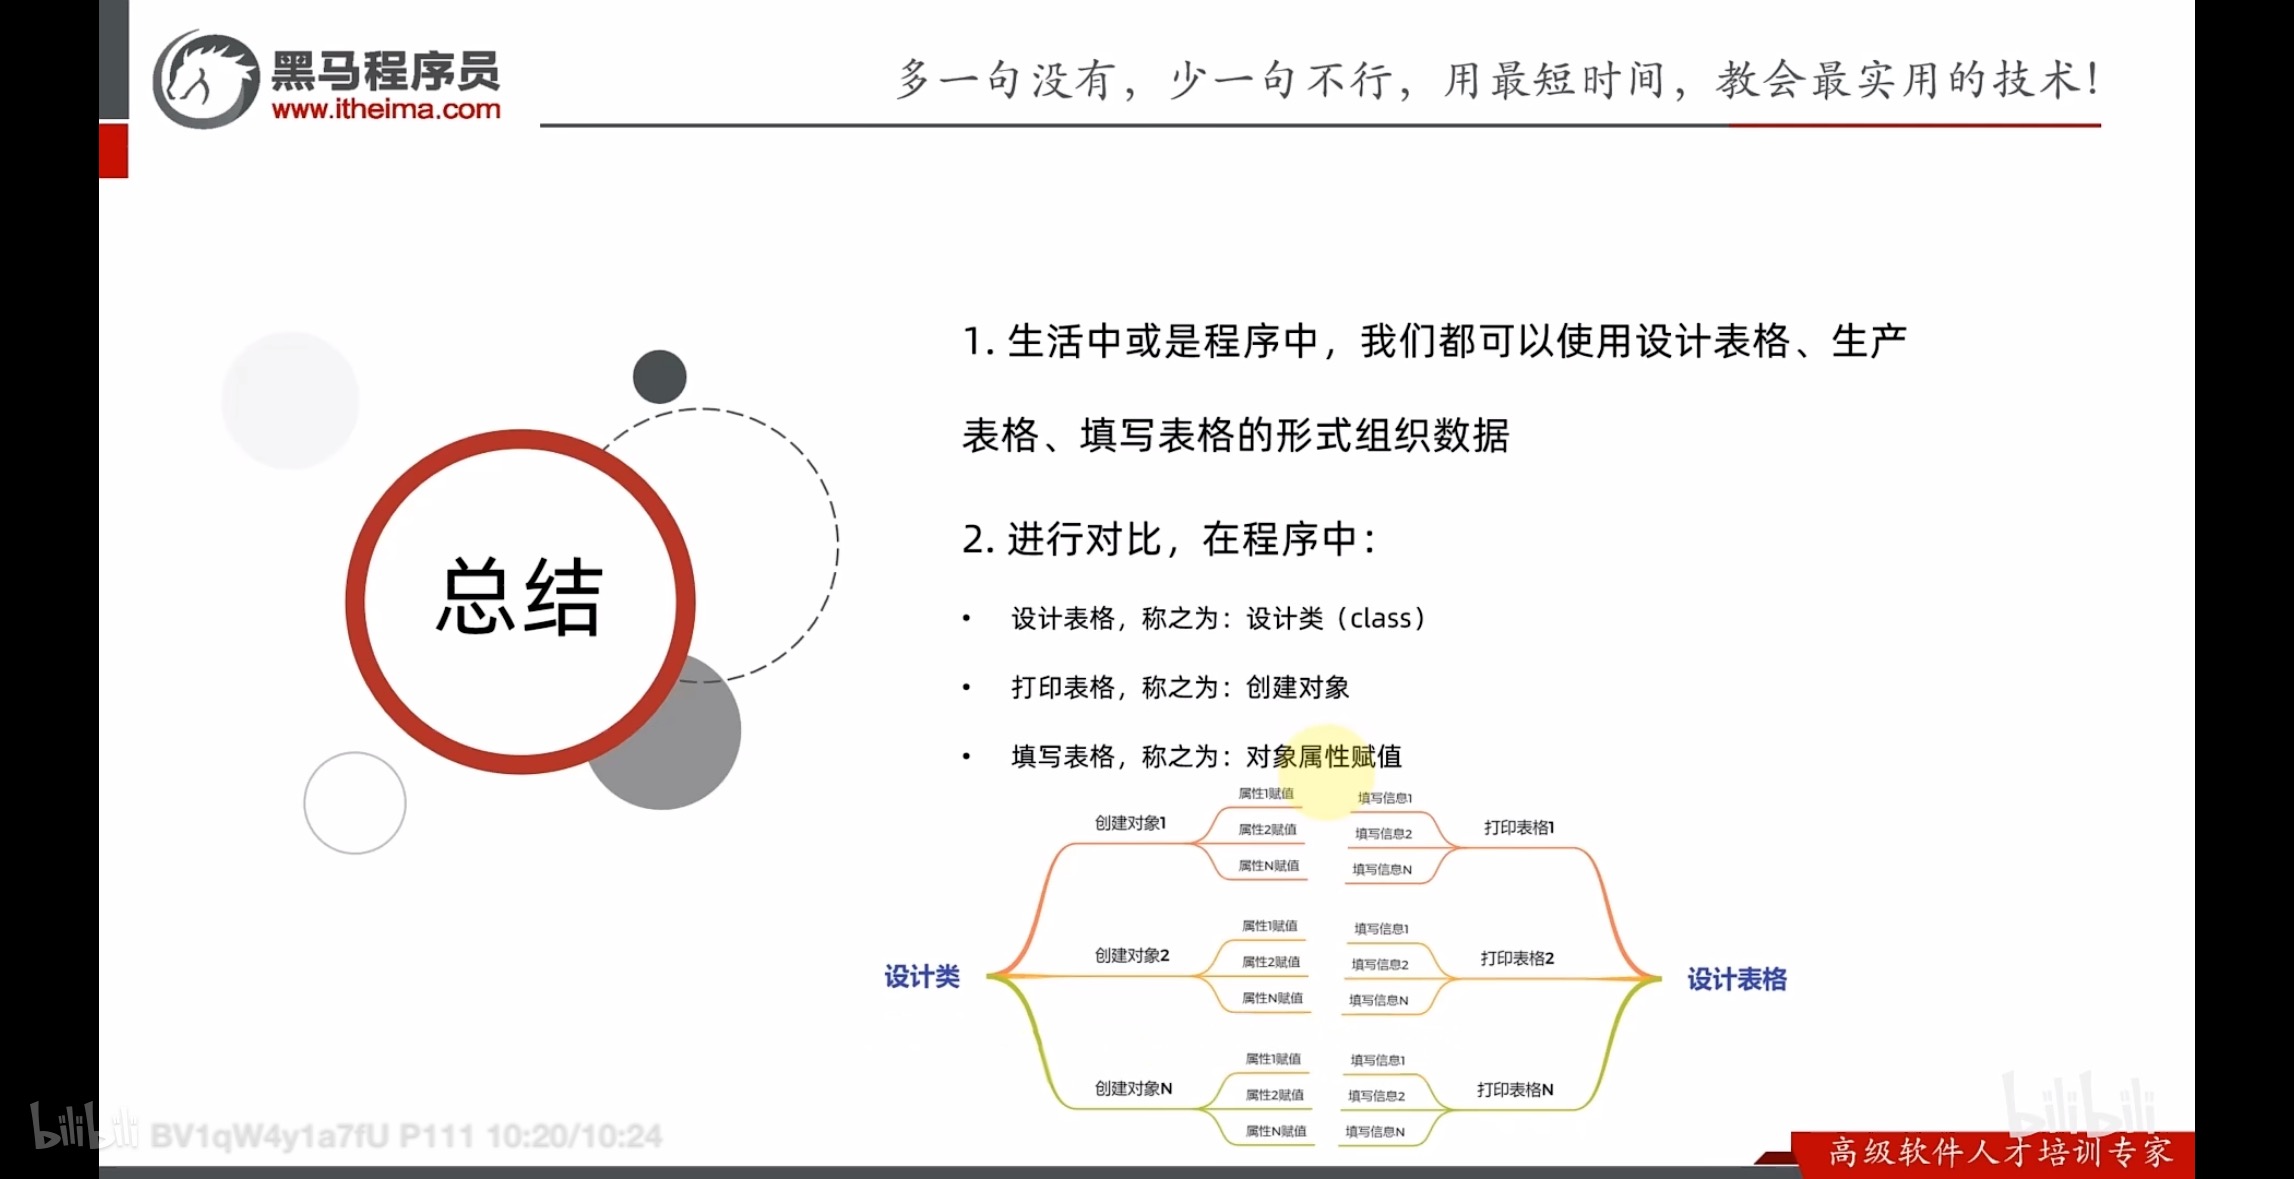 黑马程序员
www.itheima.com
多一句没有，少一句不行，用最短时间，教会最实用的技术！
总结
1. 生活中或是程序中，我们都可以使用设计表格、生产
表格、填写表格的形式组织数据
2. 进行对比，在程序中：
• 设计表格，称之为：设计类（class）
• 打印表格，称之为：创建对象
• 填写表格，称之为：对象属性赋值
设计类
创建对象1
属性1赋值
属性2赋值
属性N赋值
创建对象2
属性1赋值
属性2赋值
属性N赋值
创建对象N
属性1赋值
属性2赋值
属性N赋值
填写信息1
填写信息2
填写信息N
打印表格1
填写信息1
填写信息2
填写信息N
打印表格2
填写信息1
填写信息2
填写信息N
打印表格N
设计表格
bilibili BV1qW4y1a7fU P111 10:20/10:24
bilibili
高级软件人才培训专家